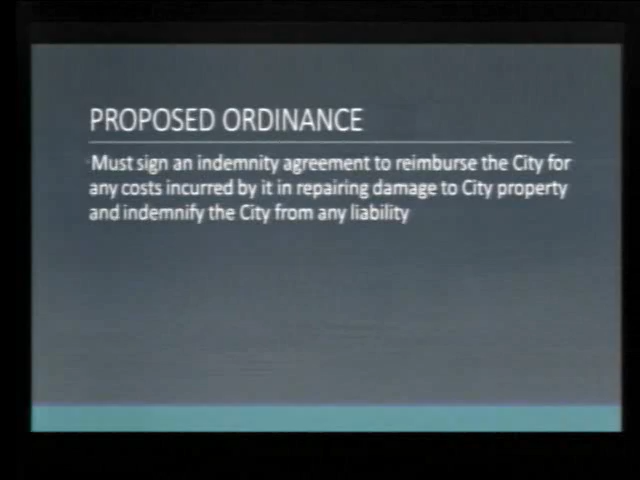 PROPOSED ORDINANCE
Must sign an indemnity agreement to reimburse the City for
any costs incurred by it in repairing damage to City property
and indemnify the City from any liability